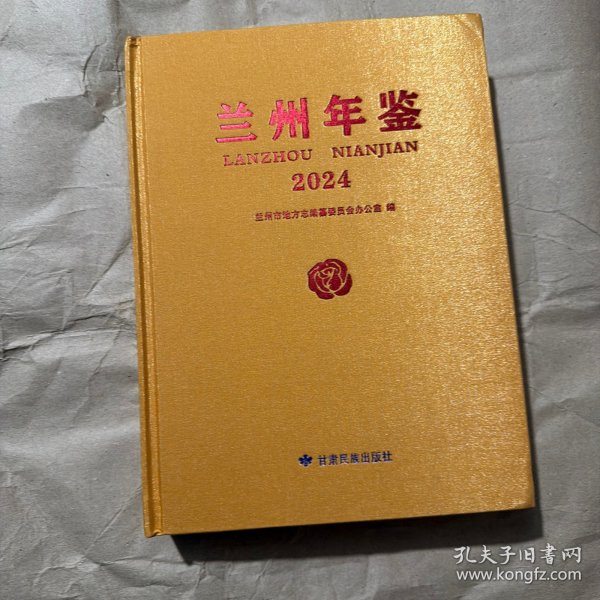 兰州年鉴
LANZHOU NIANJIAN
2024
兰州市地方志编纂委员会办公室 编
甘肃民族出版社
孔夫子旧书网
www.kongfz.com